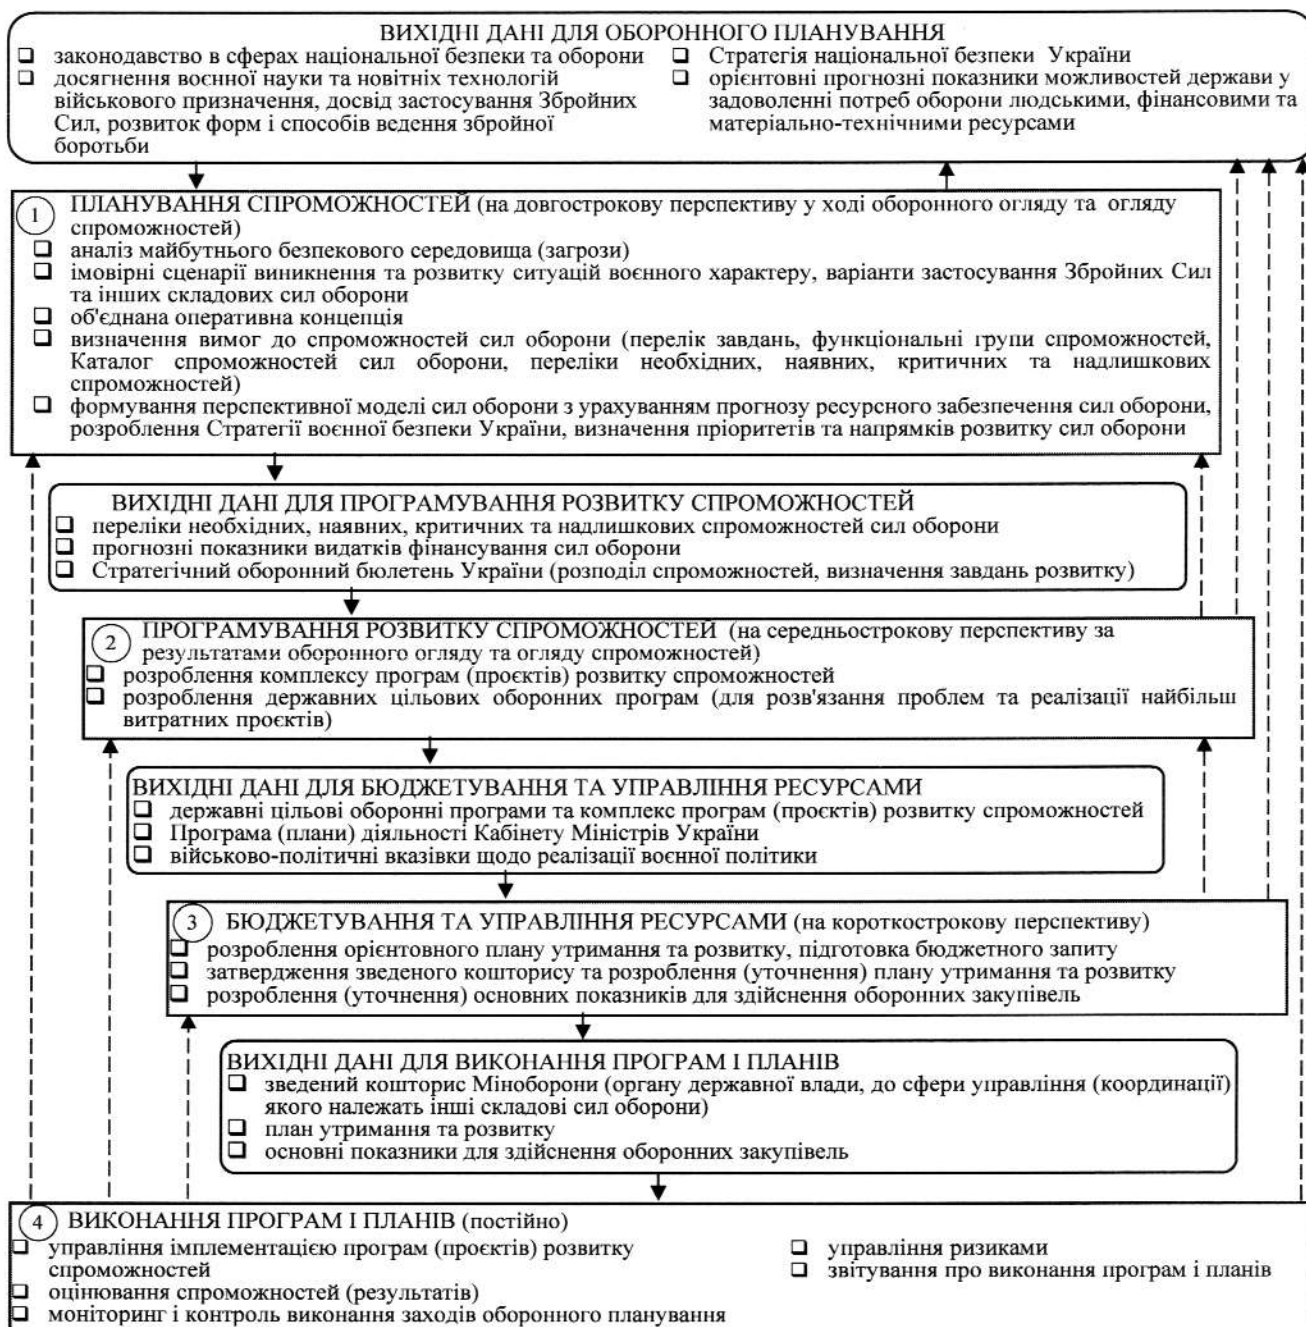 ВИХІДНІ ДАНІ ДЛЯ ОБОРОННОГО ПЛАНУВАННЯ
❑ законодавство в сферах національної безпеки та оборони
❑ досягнення воєнної науки та новітніх технологій
військового призначення, досвід застосування Збройних
Сил, розвиток форм і способів ведення збройної
боротьби
❑ Стратегія національної безпеки України
❑ орієнтовні прогнозні показники можливостей держави у
задоволенні потреб оборони людськими, фінансовими та
матеріально-технічними ресурсами
1 ПЛАНУВАННЯ СПРОМОЖНОСТЕЙ (на довгострокову перспективу у ході оборонного огляду та огляду
спроможностей)
❑ аналіз майбутнього безпекового середовища (загрози)
❑ імовірні сценарії виникнення та розвитку ситуацій воєнного характеру, варіанти застосування Збройних Сил
та інших складових сил оборони
❑ об'єднана оперативна концепція
❑ визначення вимог до спроможностей сил оборони (перелік завдань, функціональні групи спроможностей,
Каталог спроможностей сил оборони, переліки необхідних, наявних, критичних та надлишкових
спроможностей)
❑ формування перспективної моделі сил оборони з урахуванням прогнозу ресурсного забезпечення сил оборони,
розроблення Стратегії воєнної безпеки України, визначення пріоритетів та напрямків розвитку сил оборони
ВИХІДНІ ДАНІ ДЛЯ ПРОГРАМУВАННЯ РОЗВИТКУ СПРОМОЖНОСТЕЙ
❑ переліки необхідних, наявних, критичних та надлишкових спроможностей сил оборони
❑ прогнозні показники видатків фінансування сил оборони
❑ Стратегічний оборонний бюлетень України (розподіл спроможностей, визначення завдань розвитку)
2 ПРОГРАМУВАННЯ РОЗВИТКУ СПРОМОЖНОСТЕЙ (на середньострокову перспективу за
результатами оборонного огляду та огляду спроможностей)
❑ розроблення комплексу програм (проєктів) розвитку спроможностей
❑ розроблення державних цільових оборонних програм (для розв'язання проблем та реалізації найбільш
витратних проєктів)
ВИХІДНІ ДАНІ ДЛЯ БЮДЖЕТУВАННЯ ТА УПРАВЛІННЯ РЕСУРСАМИ
❑ державні цільові оборонні програми та комплекс програм (проєктів) розвитку спроможностей
❑ Програма (плани) діяльності Кабінету Міністрів України
❑ військово-політичні вказівки щодо реалізації воєнної політики
3 БЮДЖЕТУВАННЯ ТА УПРАВЛІННЯ РЕСУРСАМИ (на короткострокову перспективу)
❑ розроблення орієнтовного плану утримання та розвитку, підготовка бюджетного запиту
❑ затвердження зведеного кошторису та розроблення (уточнення) плану утримання та розвитку
❑ розроблення (уточнення) основних показників для здійснення оборонних закупівель
ВИХІДНІ ДАНІ ДЛЯ ВИКОНАННЯ ПРОГРАМ І ПЛАНІВ
❑ зведений кошторис Міноборони (органу державної влади, до сфери управління (координації)
якого належать інші складові сил оборони)
❑ план утримання та розвитку
❑ основні показники для здійснення оборонних закупівель
4 ВИКОНАННЯ ПРОГРАМ І ПЛАНІВ (постійно)
❑ управління імплементацією програм (проєктів) розвитку
спроможностей
❑ оцінювання спроможностей (результатів)
❑ моніторинг і контроль виконання заходів оборонного планування
❑ управління ризиками
❑ звітування про виконання програм і планів